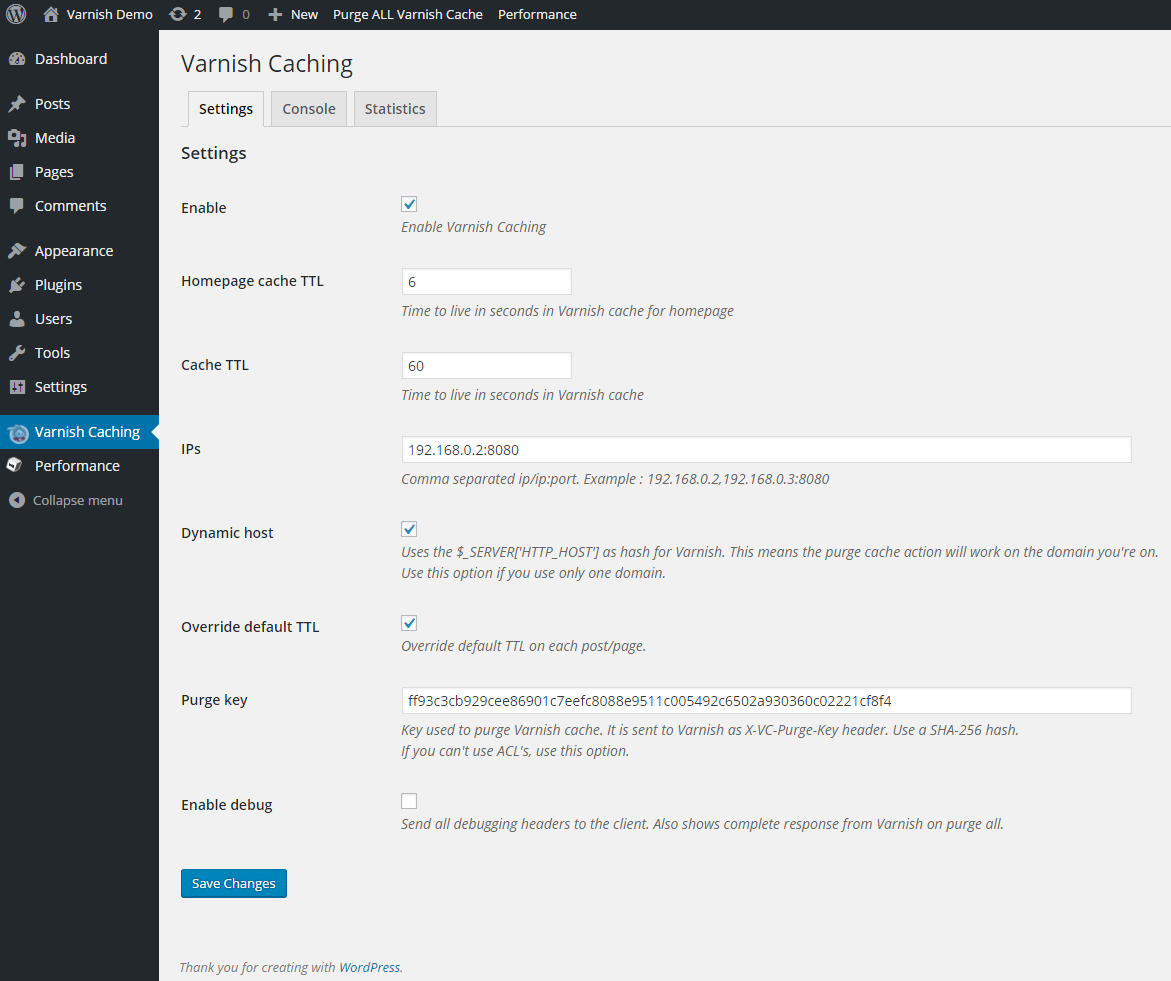 Varnish Demo 2 0 New Purge ALL Varnish Cache Performance
Dashboard
Posts
Media
Pages
Comments
Appearance
Plugins
Users
Tools
Settings
Varnish Caching
Performance
Collapse menu
Varnish Caching
Settings Console Statistics
Settings
Enable
Enable Varnish Caching
Homepage cache TTL 6
Time to live in seconds in Varnish cache for homepage
Cache TTL 60
Time to live in seconds in Varnish cache
IPs 192.168.0.2:8080
Comma separated ip/ip:port. Example : 192.168.0.2,192.168.0.3:8080
Dynamic host
Uses the $_SERVER['HTTP_HOST'] as hash for Varnish. This means the purge cache action will work on the domain you're on.
Use this option if you use only one domain.
Override default TTL
Override default TTL on each post/page.
Purge key ff93c3cb929cee86901c7eefc8088e9511c005492c6502a930360c02221cf8f4
Key used to purge Varnish cache. It is sent to Varnish as X-VC-Purge-Key header. Use a SHA-256 hash.
If you can't use ACL's, use this option.
Enable debug
Send all debugging headers to the client. Also shows complete response from Varnish on purge all.
Save Changes
Thank you for creating with WordPress.